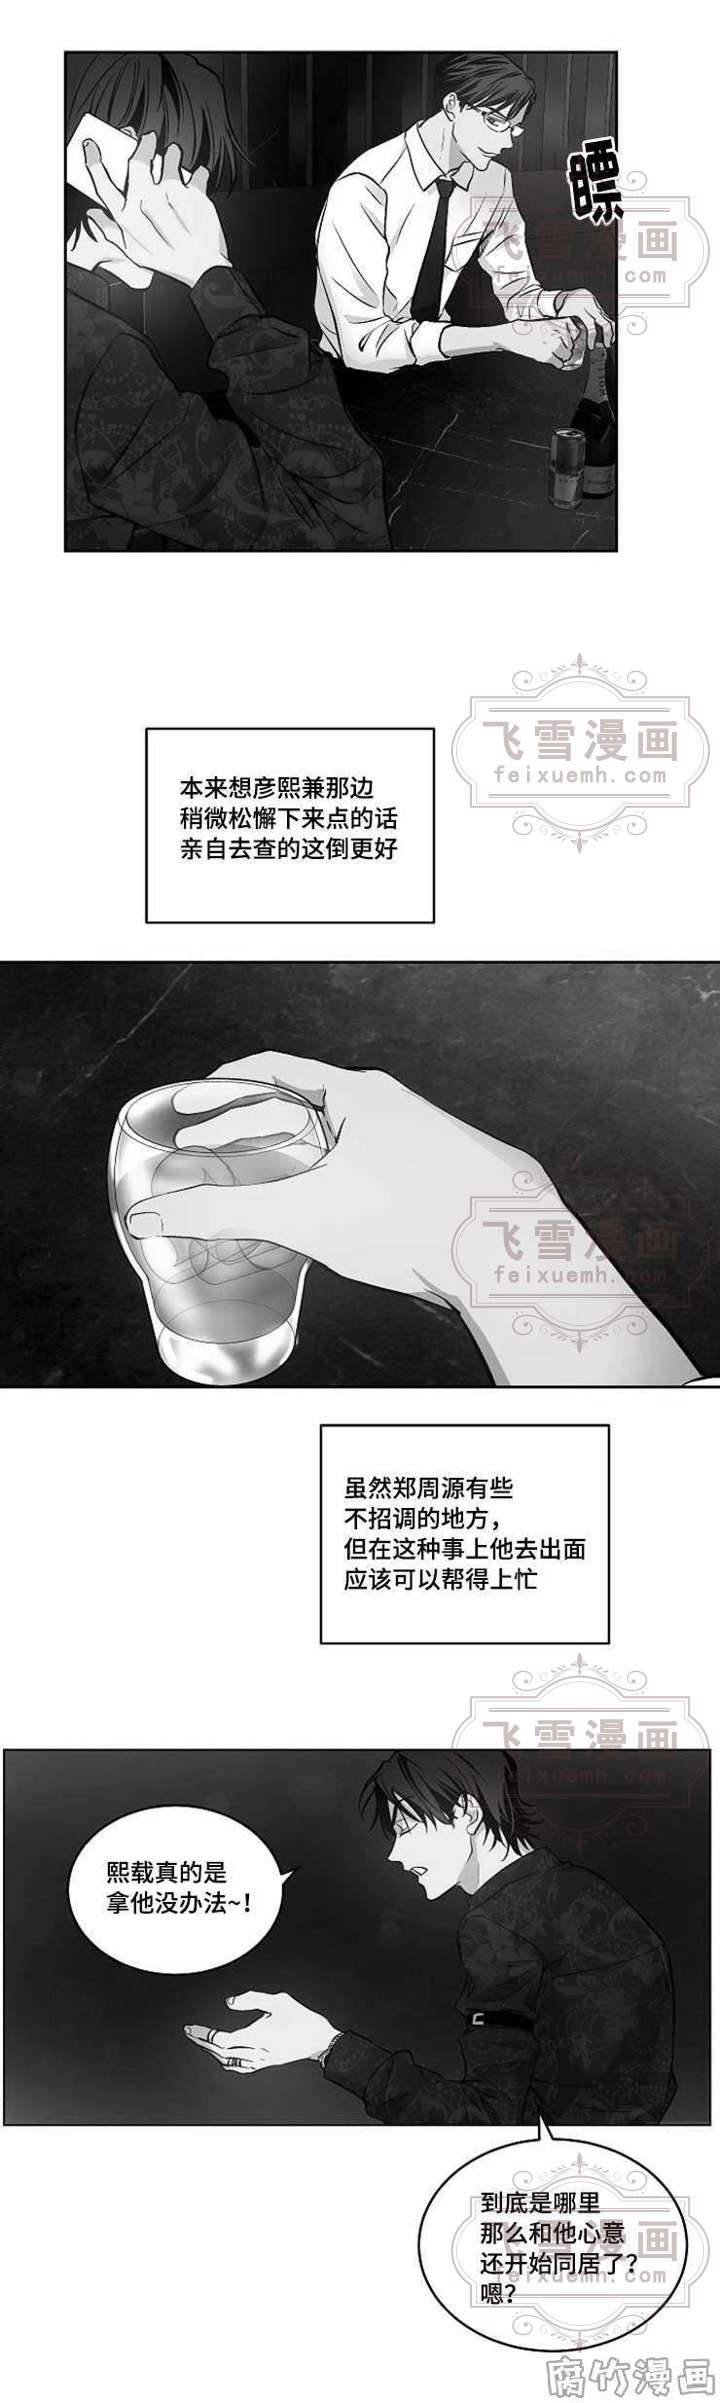 瞟
飞雪漫画
feixuemh.com
飞雪漫画
feixuemh.com
本来想彦熙兼那边
稍微松懈下来点的话
亲自去查的这倒更好
飞雪漫画
feixuemh.com
虽然郑周源有些
不招调的地方，
但在这种事上他去出面
应该可以帮得上忙
飞雪漫画
feixuemh.com
熙载真的是
拿他没办法~！
到底是哪里
那么和他心意
还开始同居了？
嗯？
飞雪漫画
feixuemh.com
腐竹漫画